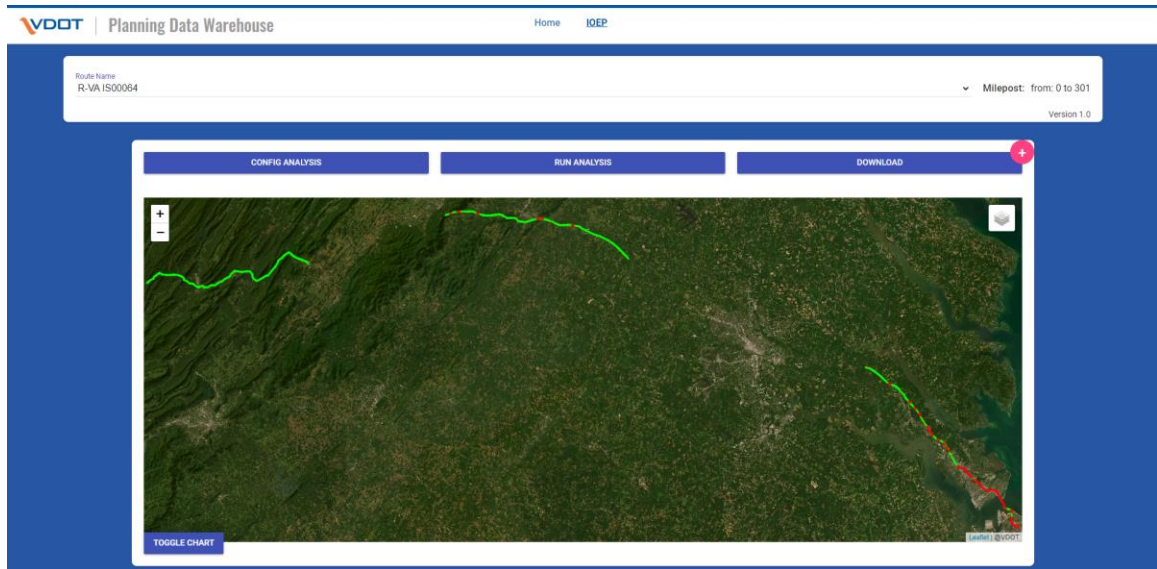 VDOT | Planning Data Warehouse
Home IOEP
Route Name
R-VA IS00064
Milepost: from: 0 to 301
Version 1.0
CONFIG ANALYSIS
RUN ANALYSIS
DOWNLOAD
+
+
−
TOGGLE CHART
Leaflet | @VDOT